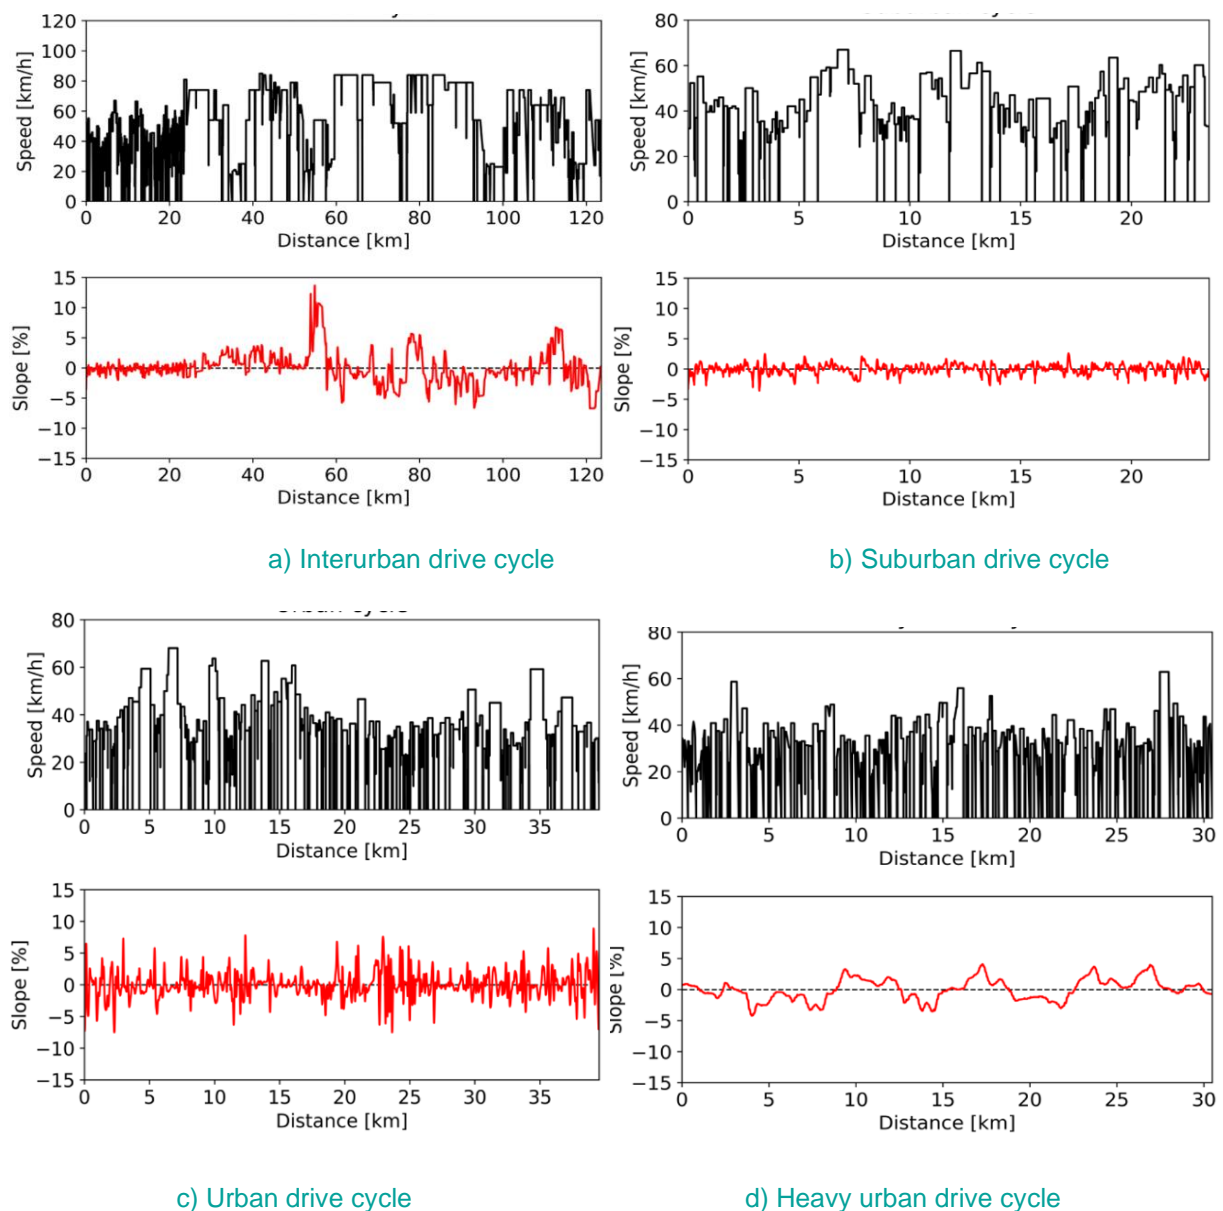 120
100
80
60
40
20
0
Speed [km/h]
0 20 40 60 80 100 120
Distance [km]
80
60
40
20
0
Speed [km/h]
0 5 10 15 20
Distance [km]
15
10
5
0
−5
−10
−15
Slope [%]
0 20 40 60 80 100 120
Distance [km]
15
10
5
0
−5
−10
−15
Slope [%]
0 5 10 15 20
Distance [km]
a) Interurban drive cycle
b) Suburban drive cycle
80
60
40
20
0
Speed [km/h]
0 5 10 15 20 25 30 35
Distance [km]
80
60
40
20
0
Speed [km/h]
0 5 10 15 20 25 30
Distance [km]
15
10
5
0
−5
−10
−15
Slope [%]
0 5 10 15 20 25 30 35
Distance [km]
15
10
5
0
−5
−10
−15
Slope [%]
0 5 10 15 20 25 30
Distance [km]
c) Urban drive cycle
d) Heavy urban drive cycle